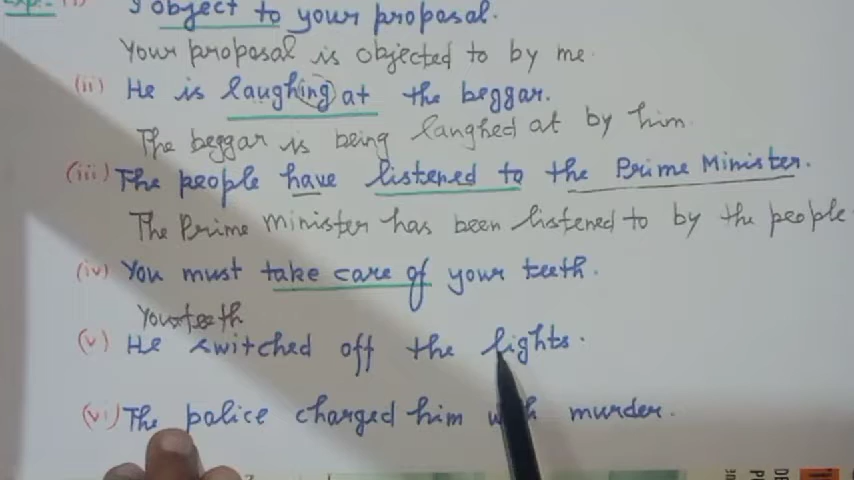 Exp:- (i) I object to your proposal.
Your proposal is objected to by me.
(ii) He is laughing at the beggar.
The beggar is being laughed at by him.
(iii) The people have listened to the Prime Minister.
The Prime Minister has been listened to by the people.
(iv) You must take care of your teeth.
teeth
(v) He switched off the lights.
(vi) The police charged him with murder.